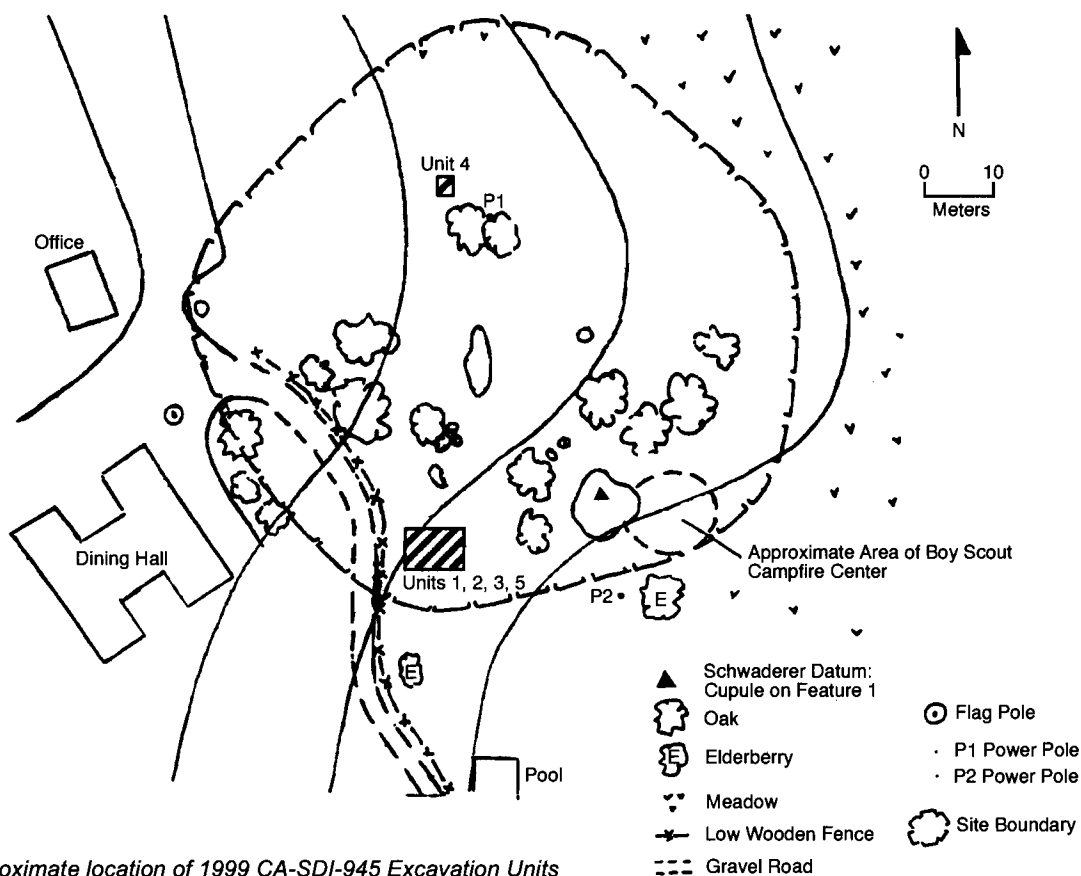 Unit 4
P1
N
0 10
Meters
Office
Dining Hall
Units 1, 2, 3, 5
Approximate Area of Boy Scout
Campfire Center
P2
E
E
Pool
Schwaderer Datum:
Cupule on Feature 1
Oak
E
Elderberry
Meadow
Low Wooden Fence
Gravel Road
Flag Pole
P1 Power Pole
P2 Power Pole
Site Boundary
oximate location of 1999 CA-SDI-945 Excavation Units